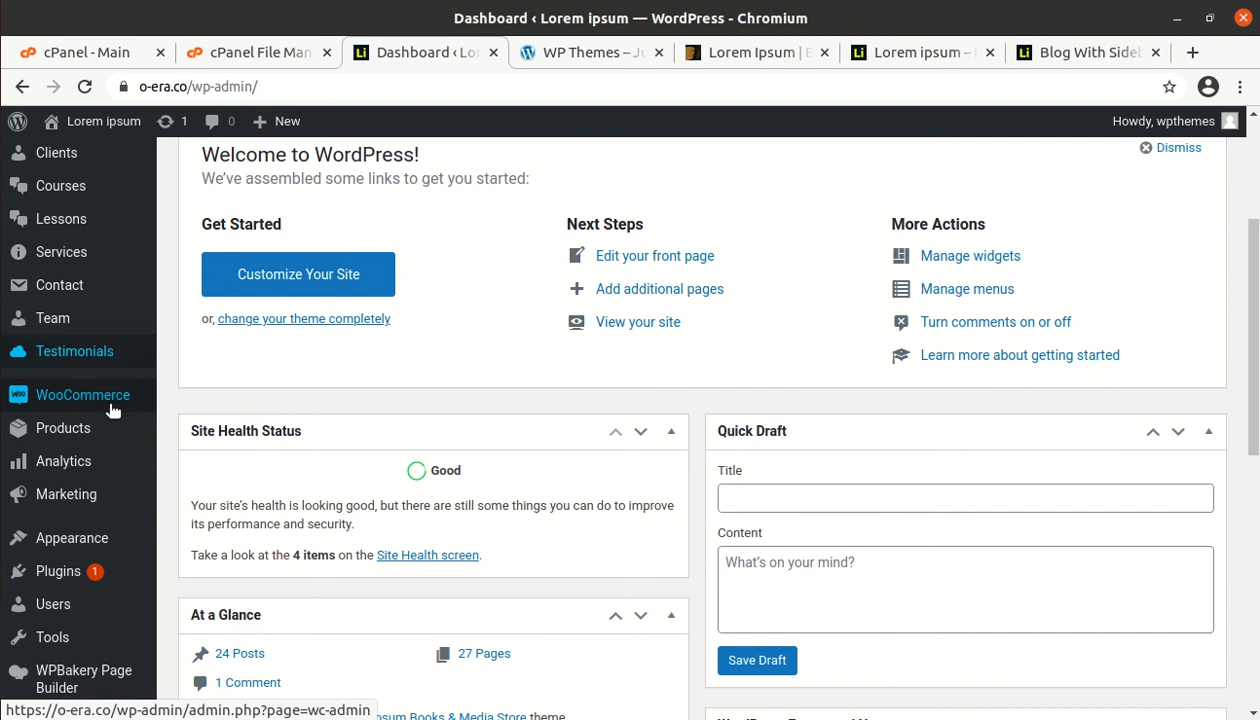 Dashboard ‹ Lorem ipsum — WordPress - Chromium
cPanel - Main
cPanel File Man
Dashboard ‹ Lor
WP Themes – Ju
Lorem Ipsum | B
Lorem ipsum – E
Blog With Sideb
o-era.co/wp-admin/
Lorem ipsum 1 0 New
Howdy, wpthemes
Clients
Courses
Lessons
Services
Contact
Team
Testimonials
WooCommerce
Products
Analytics
Marketing
Appearance
Plugins 1
Users
Tools
WPBakery Page
Builder
Welcome to WordPress!
Dismiss
We've assembled some links to get you started:
Get Started
Customize Your Site
or, change your theme completely
Next Steps
Edit your front page
Add additional pages
View your site
More Actions
Manage widgets
Manage menus
Turn comments on or off
Learn more about getting started
Site Health Status
Good
Your site's health is looking good, but there are still some things you can do to improve
its performance and security.
Take a look at the 4 items on the Site Health screen.
At a Glance
24 Posts
27 Pages
1 Comment
Books & Media Store theme
Quick Draft
Title
Content
What's on your mind?
Save Draft
https://o-era.co/wp-admin/admin.php?page=wc-admin